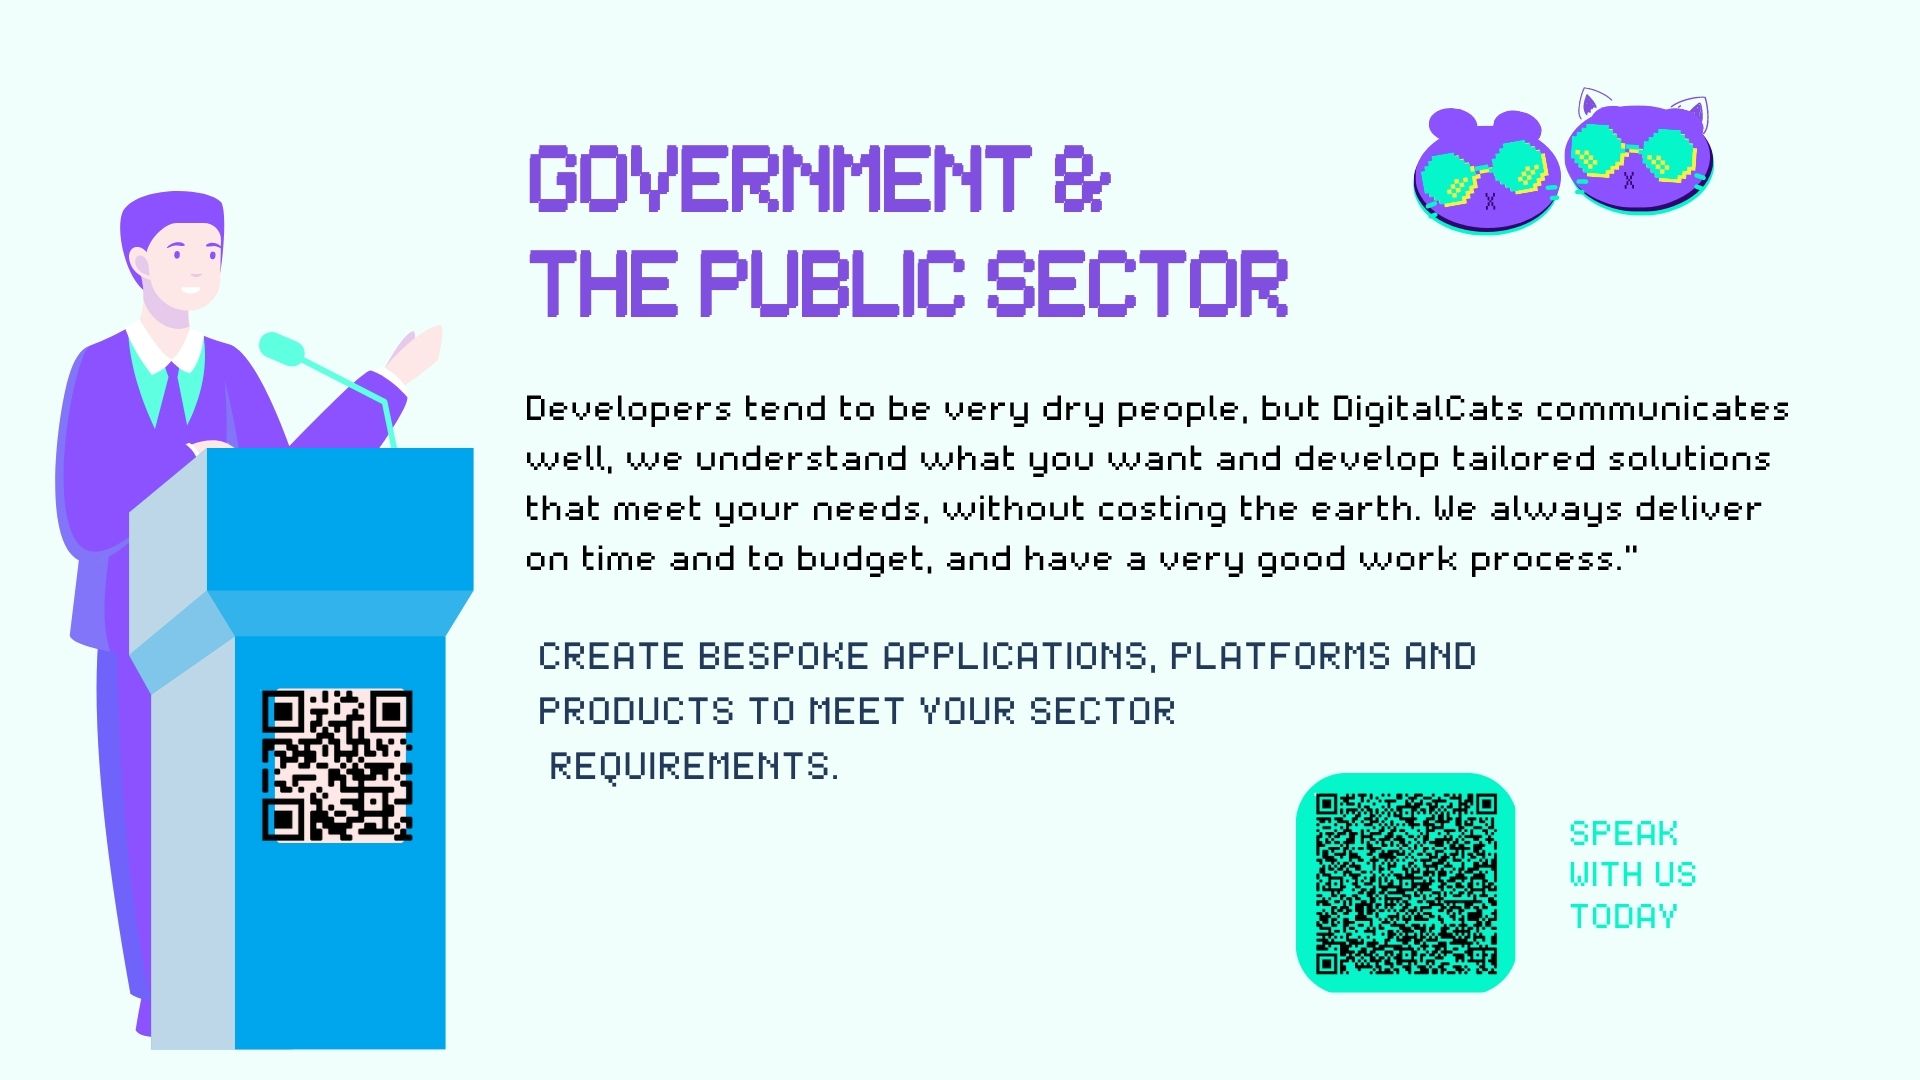 GOVERNMENT &
THE PUBLIC SECTOR
Developers tend to be very dry people, but DigitalCats communicates
well, we understand what you want and develop tailored solutions
that meet your needs, without costing the earth. We always deliver
on time and to budget, and have a very good work process."
CREATE BESPOKE APPLICATIONS, PLATFORMS AND
PRODUCTS TO MEET YOUR SECTOR
REQUIREMENTS.
SPEAK
WITH US
TODAY